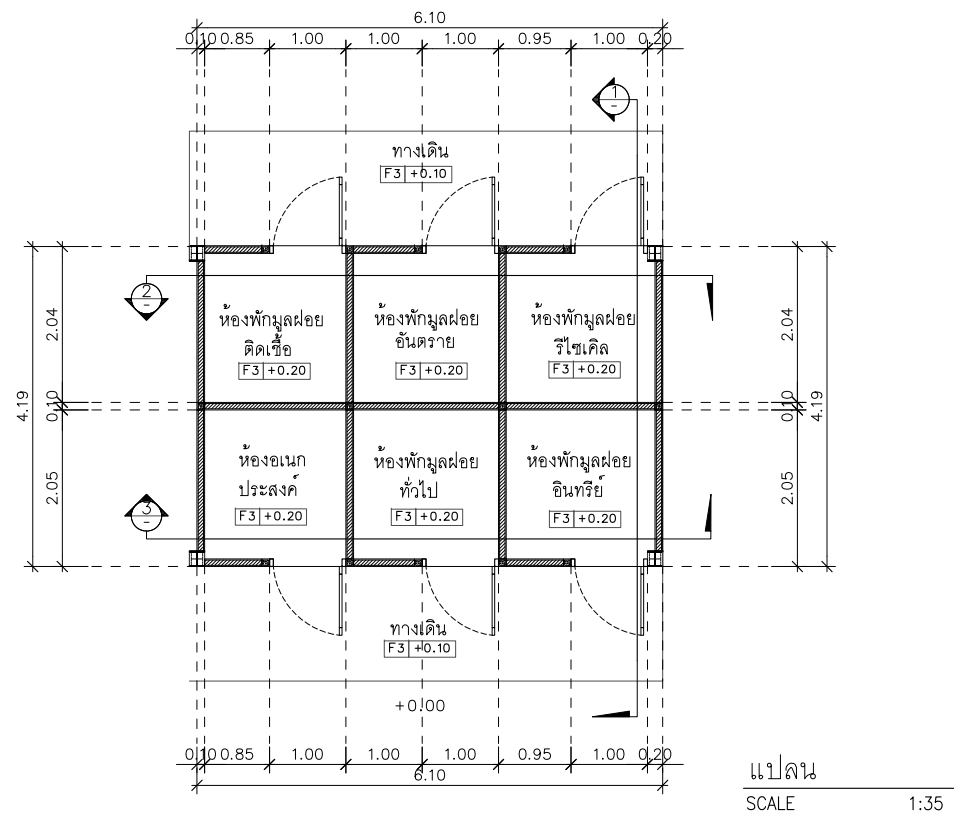 6.10
0.10 0.85 1.00 1.00 1.00 0.95 1.00 0.20
1
-
ทางเดิน
F3 +0.10
2
-
ห้องพักมูลฝอย
ติดเชื้อ
F3 +0.20
ห้องพักมูลฝอย
อันตราย
F3 +0.20
ห้องพักมูลฝอย
รีไซเคิล
F3 +0.20
2.04
0.10
2.05
4.19
2.04
0.10
2.05
4.19
ห้องอเนก
ประสงค์
F3 +0.20
ห้องพักมูลฝอย
ทั่วไป
F3 +0.20
ห้องพักมูลฝอย
อินทรีย์
F3 +0.20
3
-
ทางเดิน
F3 +0.10
+0.00
0.10 0.85 1.00 1.00 1.00 0.95 1.00 0.20
6.10
แปลน
SCALE 1:35